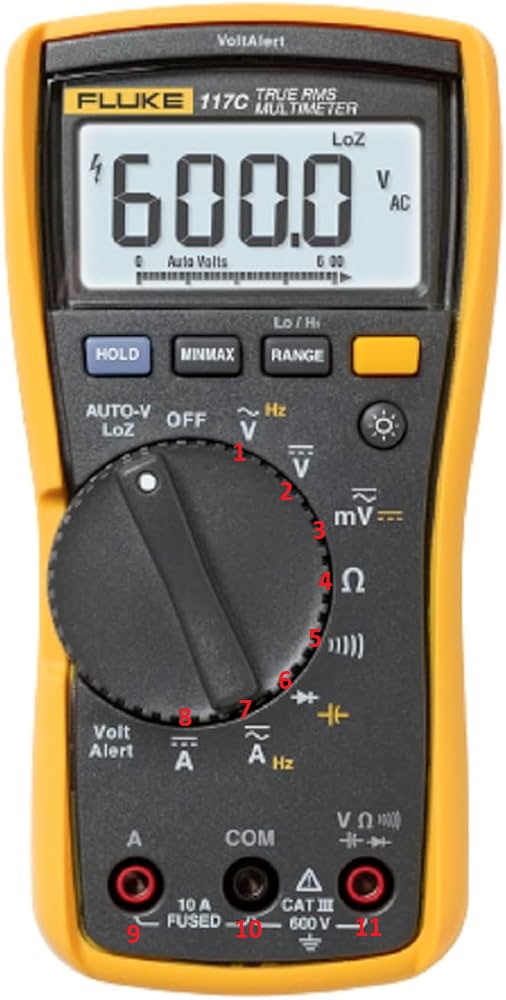 VoltAlert
FLUKE 117C TRUE RMS MULTIMETER
LoZ
600.0 V AC
0 Auto Volts 600
Lo / Hi
HOLD MINMAX RANGE
AUTO-V LoZ
OFF
V Hz
1
V
2
mV
3
Ω
4
5
6
7
A Hz
8
A
Volt Alert
A COM V Ω
10 A FUSED
CAT III 600 V
9 10 11